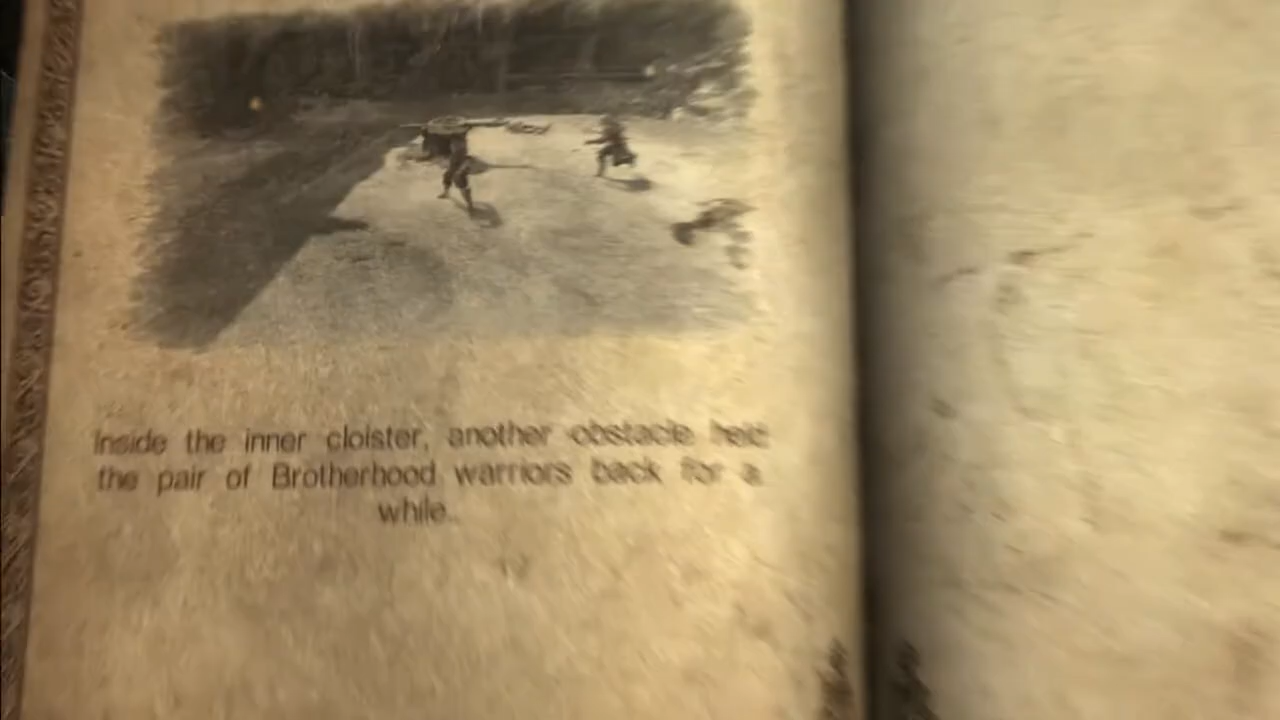 Inside the inner cloister, another obstacle held
the pair of Brotherhood warriors back for a
while..